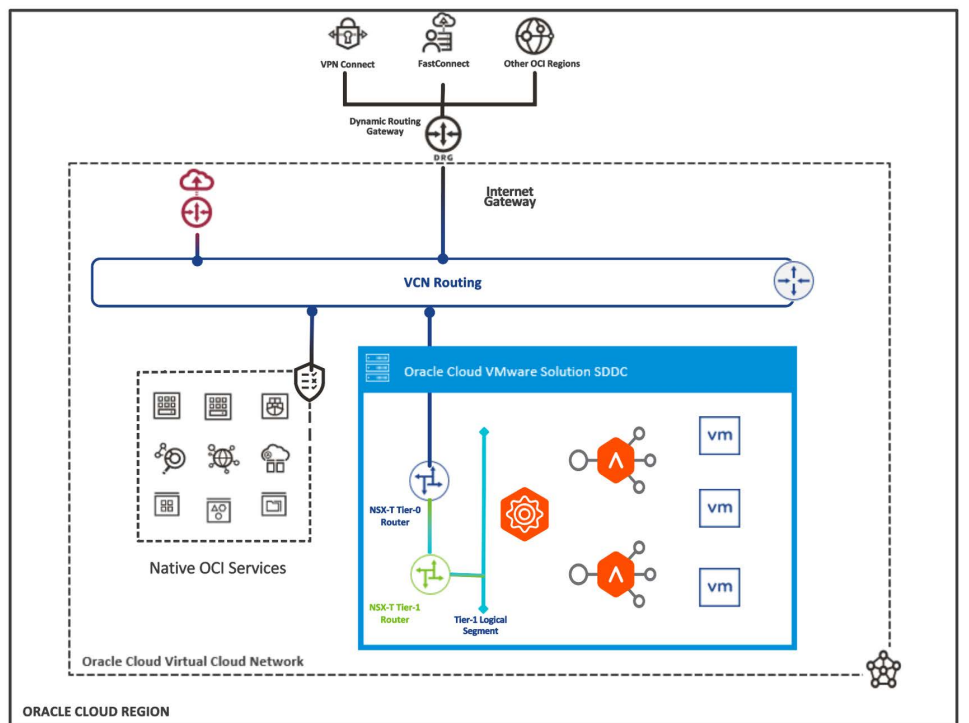 VPN Connect
FastConnect
Other OCI Regions
Dynamic Routing
Gateway
DRG
Internet
Gateway
VCN Routing
Oracle Cloud VMware Solution SDDC
vm
vm
vm
NSX-T Tier-0
Router
NSX-T Tier-1
Router
Tier-1 Logical
Segment
Native OCI Services
Oracle Cloud Virtual Cloud Network
ORACLE CLOUD REGION